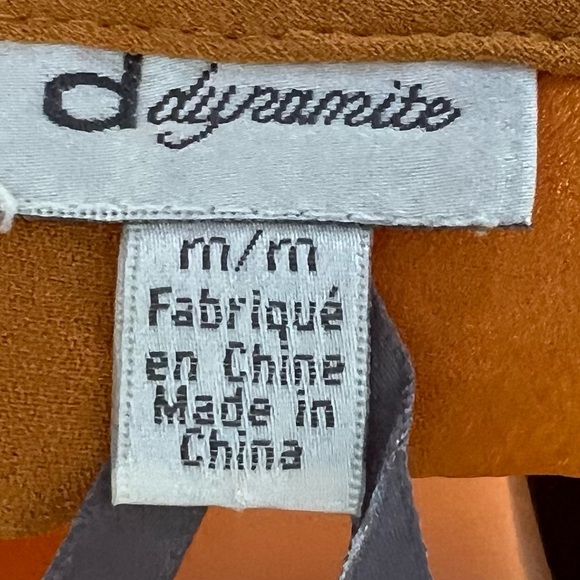 d dynamite
m/m
Fabriqué
en Chine
Made in
China